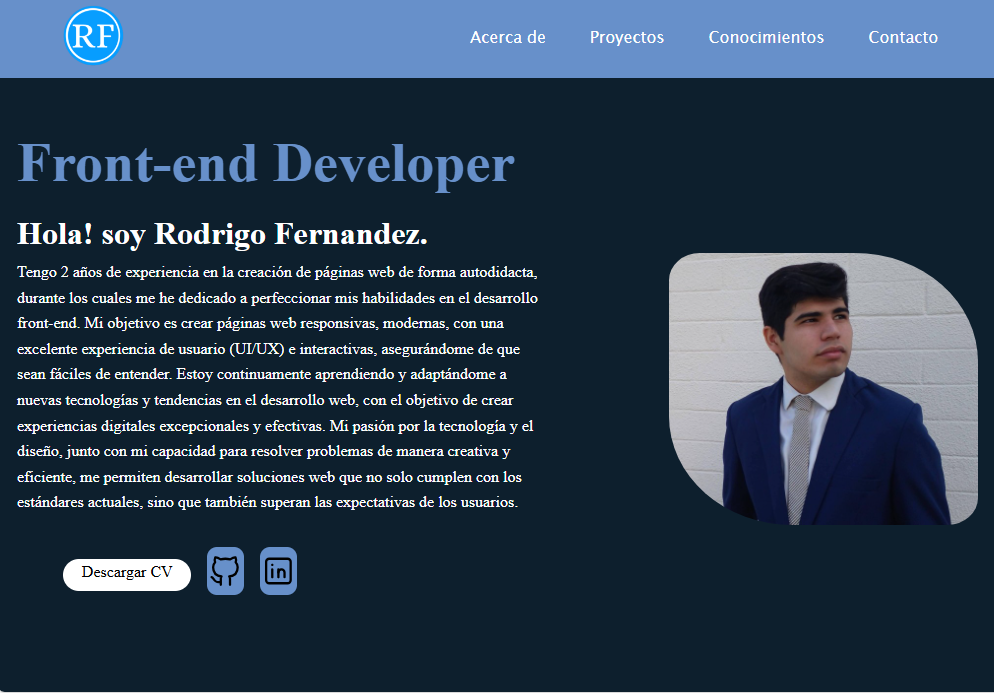 RF
Acerca de Proyectos Conocimientos Contacto
Front-end Developer
Hola! soy Rodrigo Fernandez.
Tengo 2 años de experiencia en la creación de páginas web de forma autodidacta,
durante los cuales me he dedicado a perfeccionar mis habilidades en el desarrollo
front-end. Mi objetivo es crear páginas web responsivas, modernas, con una
excelente experiencia de usuario (UI/UX) e interactivas, asegurándome de que
sean fáciles de entender. Estoy continuamente aprendiendo y adaptándome a
nuevas tecnologías y tendencias en el desarrollo web, con el objetivo de crear
experiencias digitales excepcionales y efectivas. Mi pasión por la tecnología y el
diseño, junto con mi capacidad para resolver problemas de manera creativa y
eficiente, me permiten desarrollar soluciones web que no solo cumplen con los
estándares actuales, sino que también superan las expectativas de los usuarios.
Descargar CV in